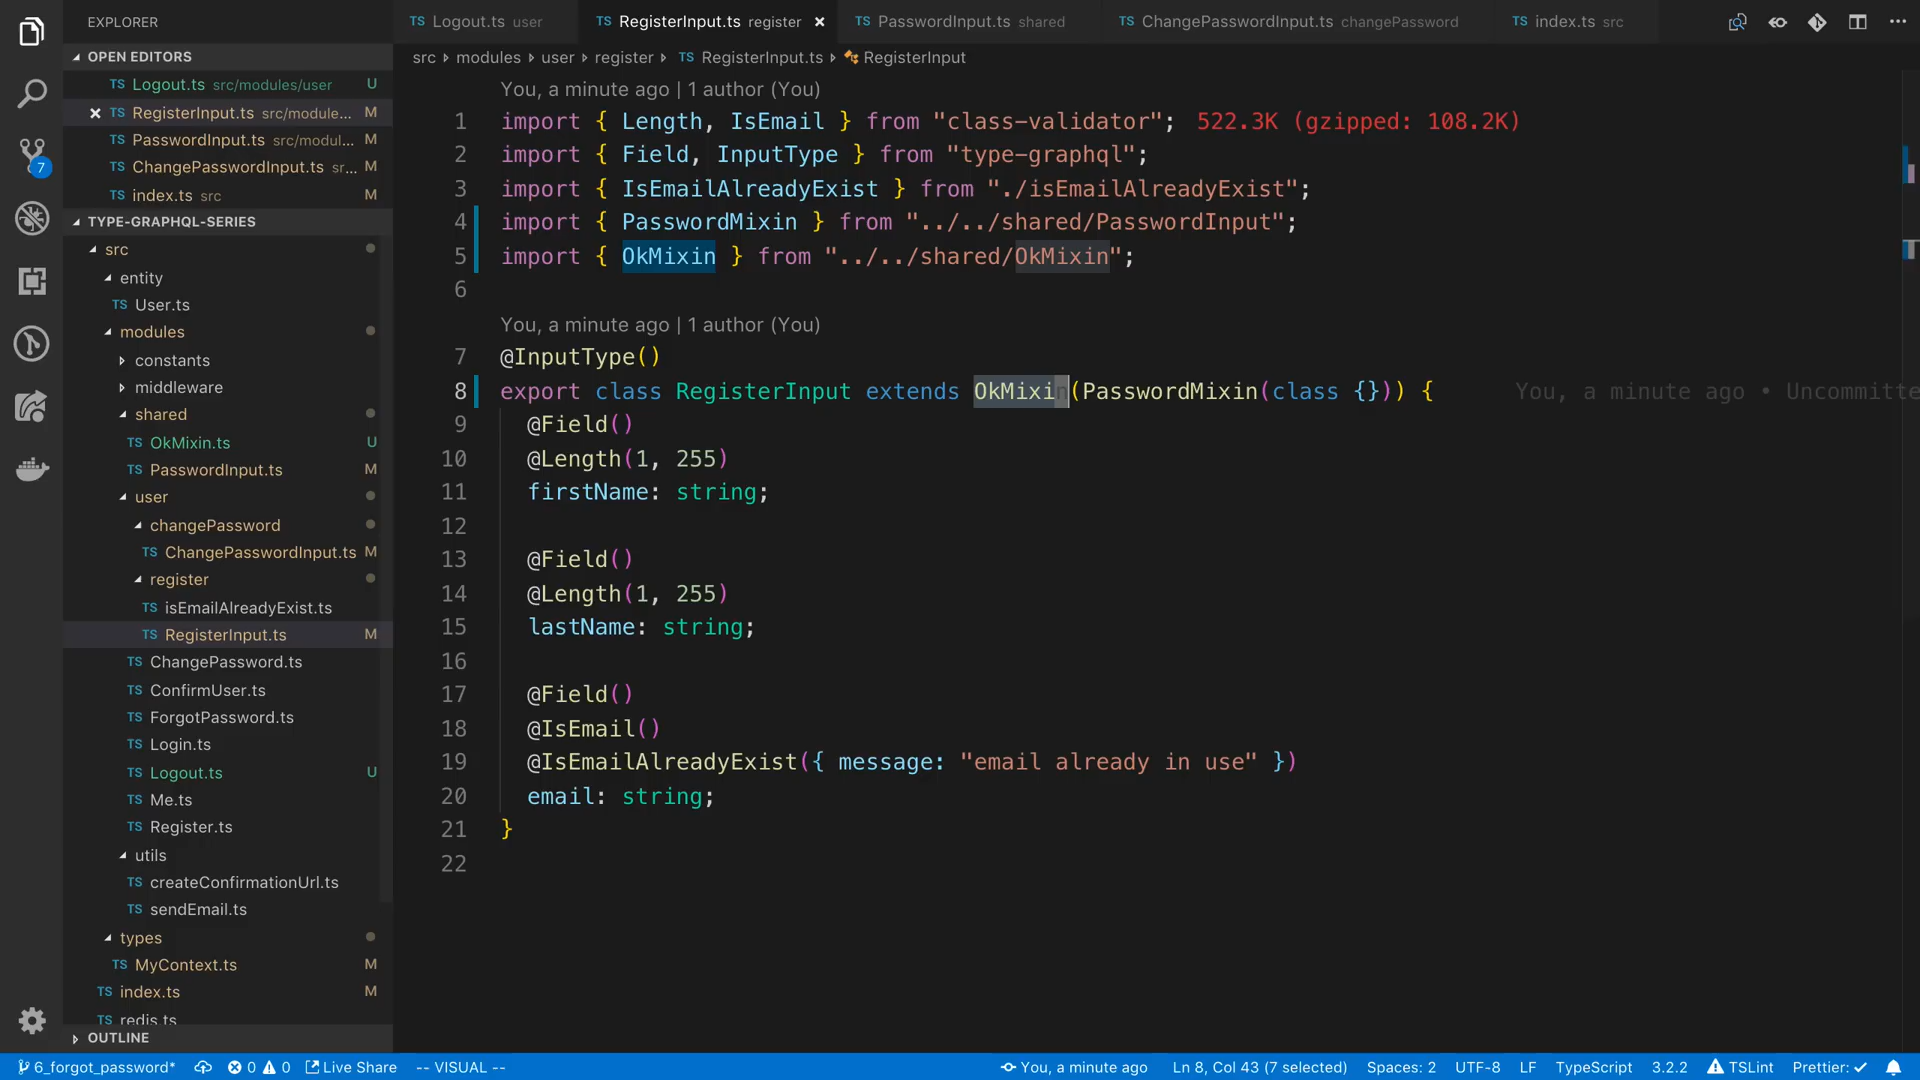 EXPLORER
OPEN EDITORS
TS Logout.ts src/modules/user U
TS RegisterInput.ts src/module... M
TS PasswordInput.ts src/modul... M
TS ChangePasswordInput.ts sr... M
TS index.ts src
TYPE-GRAPHQL-SERIES
src
entity
TS User.ts
modules
constants
middleware
shared
TS OkMixin.ts U
TS PasswordInput.ts M
user
changePassword
TS ChangePasswordInput.ts M
register
TS isEmailAlreadyExist.ts
TS RegisterInput.ts M
TS ChangePassword.ts
TS ConfirmUser.ts
TS ForgotPassword.ts
TS Login.ts
TS Logout.ts U
TS Me.ts
TS Register.ts
utils
TS createConfirmationUrl.ts
TS sendEmail.ts
types
TS MyContext.ts M
TS index.ts M
TS redis.ts
OUTLINE
7
TS Logout.ts user TS RegisterInput.ts register TS PasswordInput.ts shared TS ChangePasswordInput.ts changePassword TS index.ts src
src modules user register TS RegisterInput.ts RegisterInput
You, a minute ago | 1 author (You)
1 import { Length, IsEmail } from "class-validator"; 522.3K (gzipped: 108.2K)
2 import { Field, InputType } from "type-graphql";
3 import { IsEmailAlreadyExist } from "./isEmailAlreadyExist";
4 import { PasswordMixin } from "../../shared/PasswordInput";
5 import { OkMixin } from "../../shared/OkMixin";
6
You, a minute ago | 1 author (You)
7 @InputType()
8 export class RegisterInput extends OkMixin(PasswordMixin(class {})) { You, a minute ago • Uncommitte
9 @Field()
10 @Length(1, 255)
11 firstName: string;
12
13 @Field()
14 @Length(1, 255)
15 lastName: string;
16
17 @Field()
18 @IsEmail()
19 @IsEmailAlreadyExist({ message: "email already in use" })
20 email: string;
21 }
22
6_forgot_password* 0 0 Live Share -- VISUAL -- You, a minute ago Ln 8, Col 43 (7 selected) Spaces: 2 UTF-8 LF TypeScript 3.2.2 TSLint Prettier: ✓